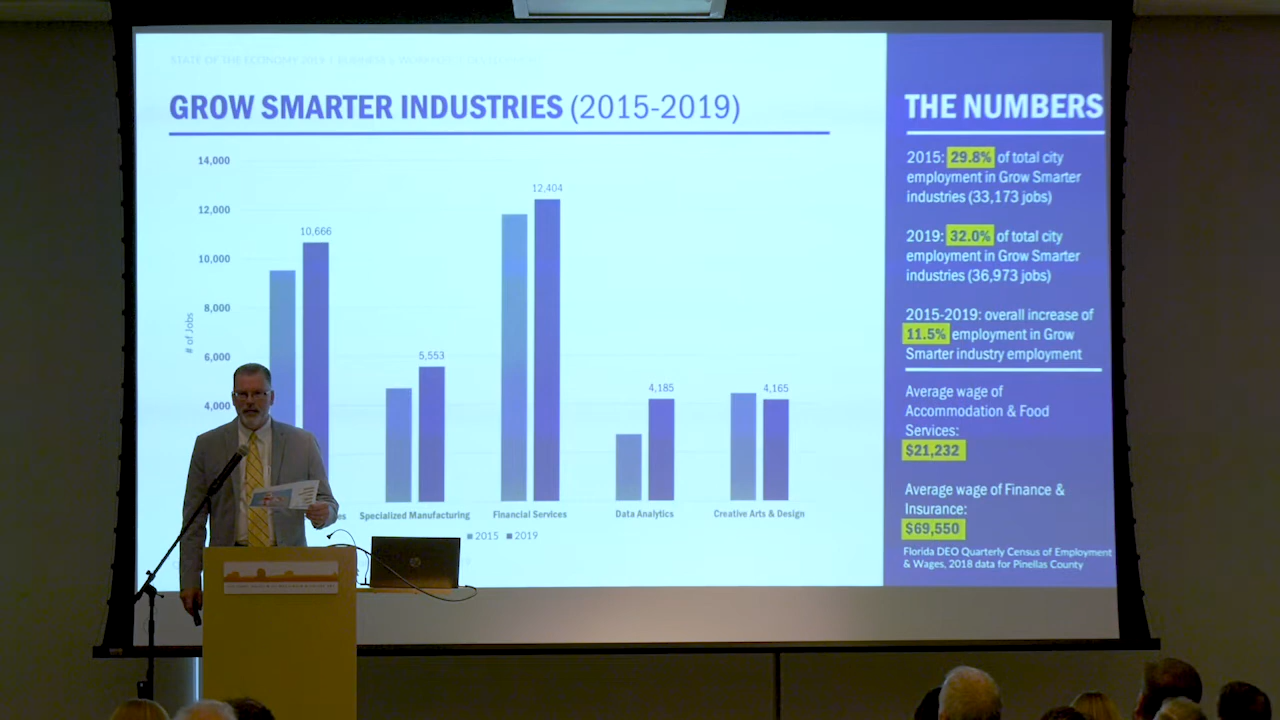 STATE OF THE ECONOMY 2019
GROW SMARTER INDUSTRIES (2015-2019)
14,000
12,000
10,000
8,000
6,000
4,000
# of Jobs
10,666
5,553
12,404
4,185
4,165
Specialized Manufacturing
Financial Services
Data Analytics
Creative Arts & Design
2015
2019
THE NUMBERS
2015: 29.8% of total city
employment in Grow Smarter
industries (33,173 jobs)
2019: 32.0% of total city
employment in Grow Smarter
industries (36,973 jobs)
2015-2019: overall increase of
11.5% employment in Grow
Smarter industry employment
Average wage of
Accommodation & Food
Services:
$21,232
Average wage of Finance &
Insurance:
$69,550
Florida DEO Quarterly Census of Employment
& Wages, 2018 data for Pinellas County